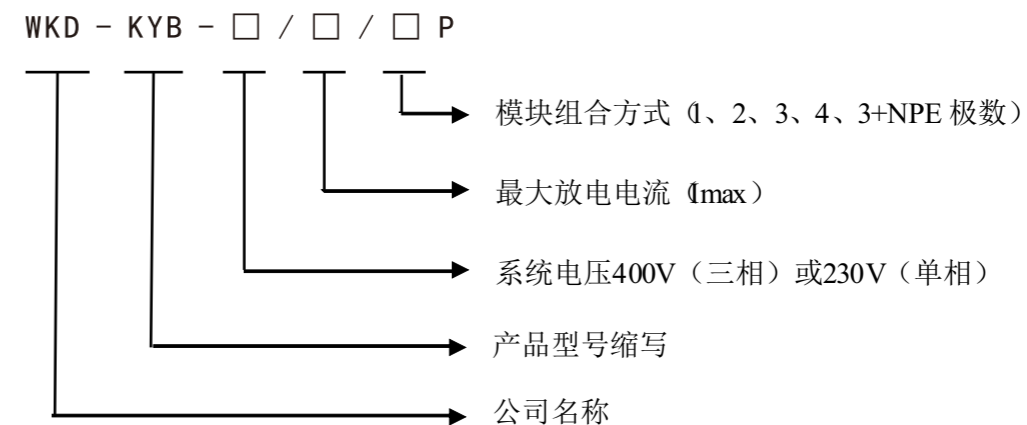 WKD - KYB - □ / □ / □ P
模块组合方式（1、2、3、4、3+NPE 极数）
最大放电电流（Imax）
系统电压400V（三相）或230V（单相）
产品型号缩写
公司名称